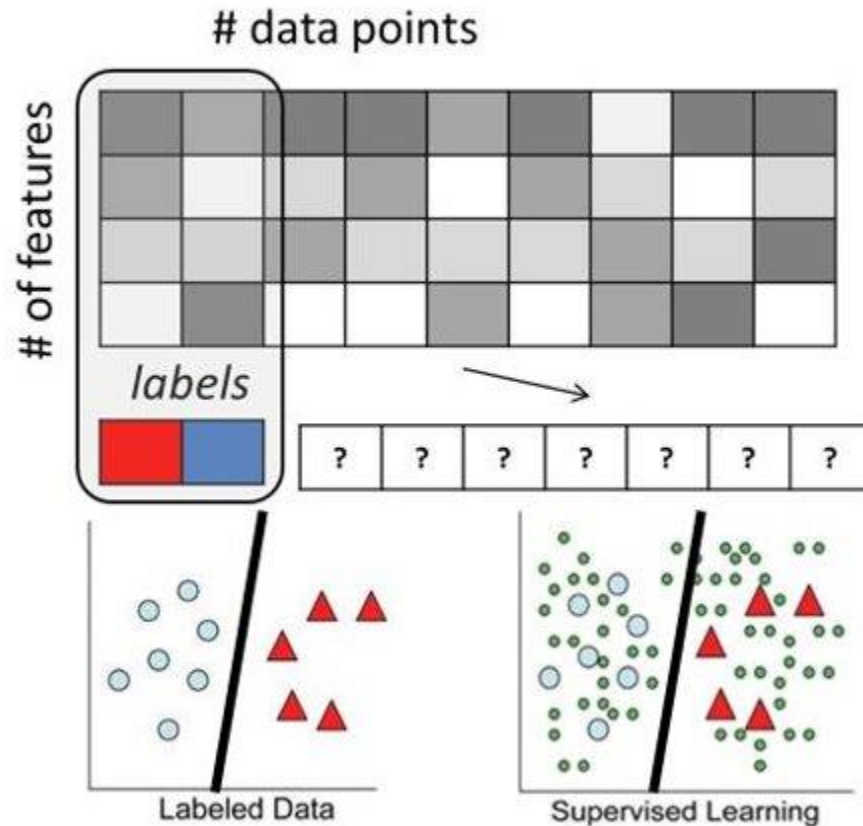 # data points
# of features
labels
? ? ? ? ? ? ?
Labeled Data
Supervised Learning